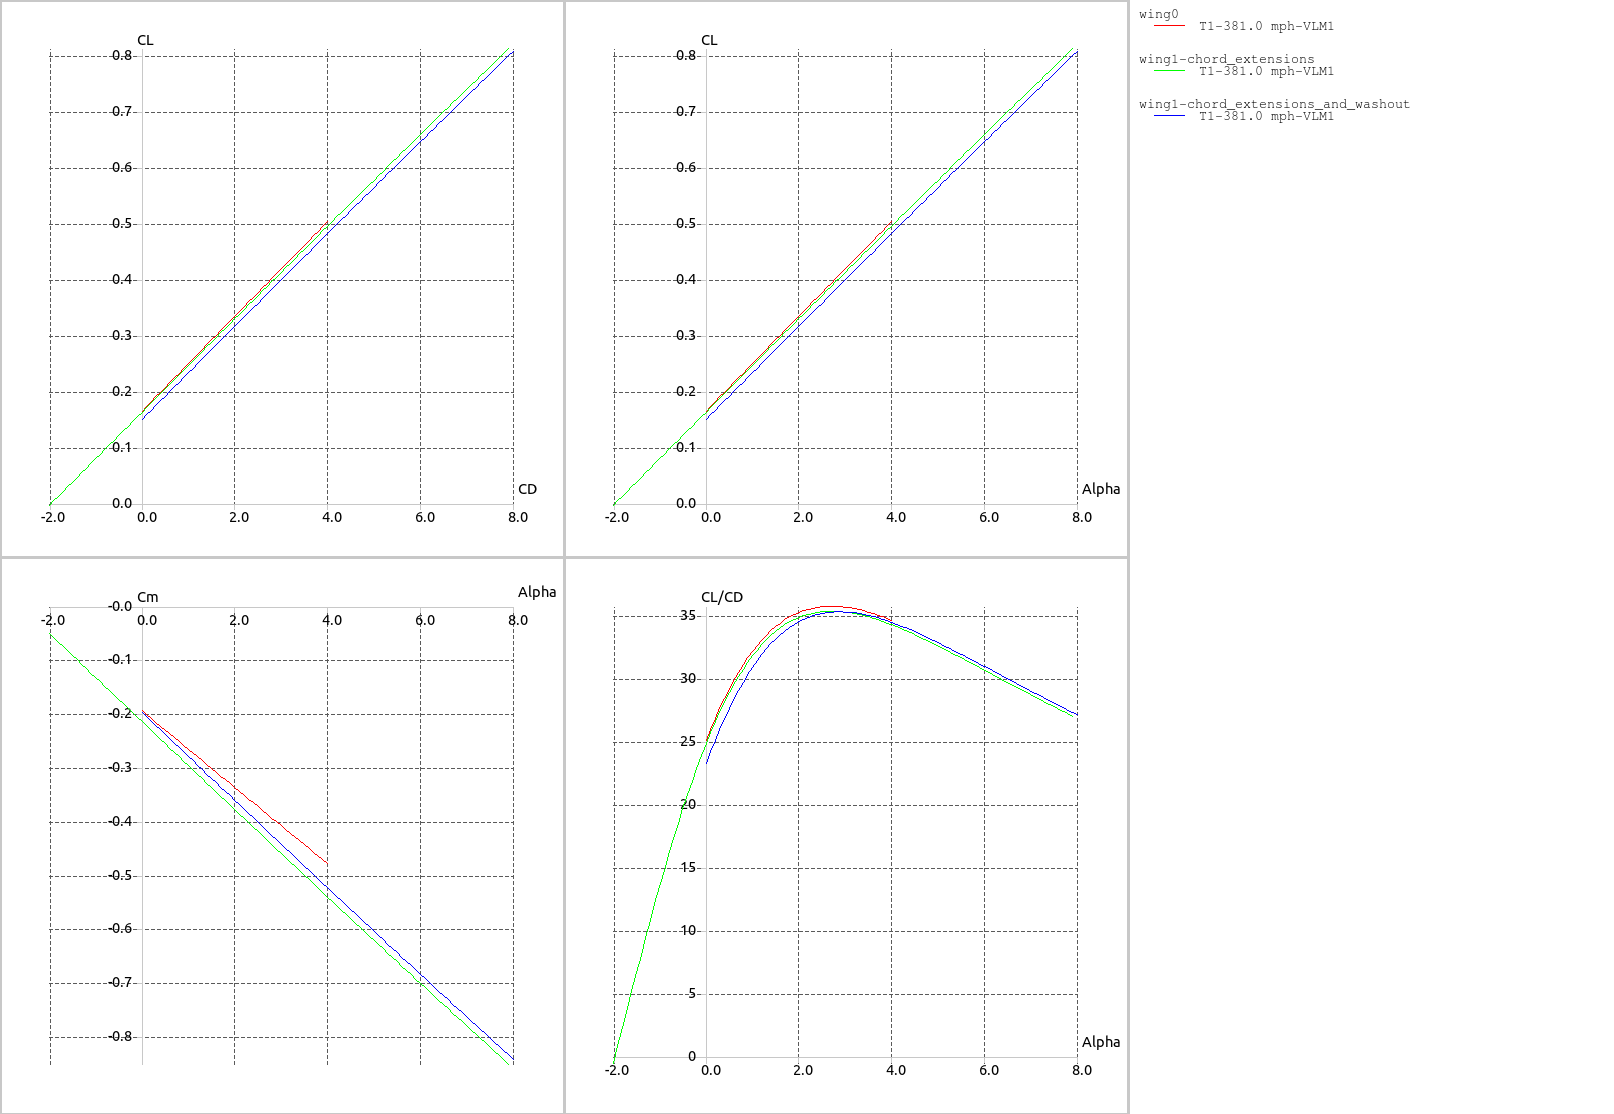 CL
0.8
0.7
0.6
0.5
0.4
0.3
0.2
0.1
0.0
CD
-2.0 0.0 2.0 4.0 6.0 8.0
CL
0.8
0.7
0.6
0.5
0.4
0.3
0.2
0.1
0.0
Alpha
-2.0 0.0 2.0 4.0 6.0 8.0
wing0
T1-381.0 mph-VLM1
wing1-chord_extensions
T1-381.0 mph-VLM1
wing1-chord_extensions_and_washout
T1-381.0 mph-VLM1
Cm
Alpha
-0.0
-2.0 0.0 2.0 4.0 6.0 8.0
-0.1
-0.2
-0.3
-0.4
-0.5
-0.6
-0.7
-0.8
CL/CD
35
30
25
20
15
10
5
0
Alpha
-2.0 0.0 2.0 4.0 6.0 8.0